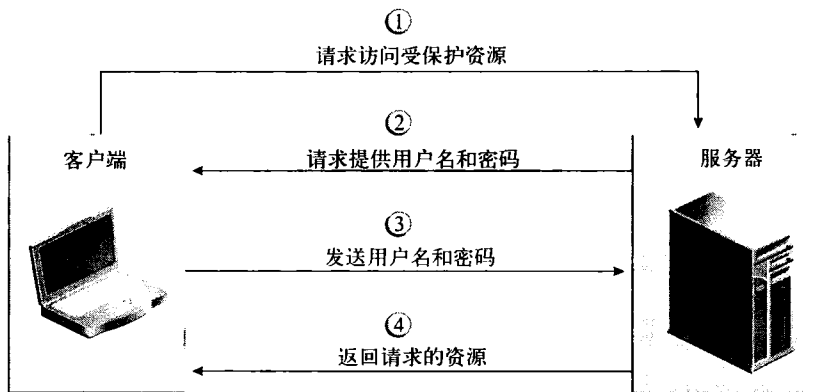 ①
请求访问受保护资源
②
客户端
请求提供用户名和密码
服务器
③
发送用户名和密码
④
返回请求的资源